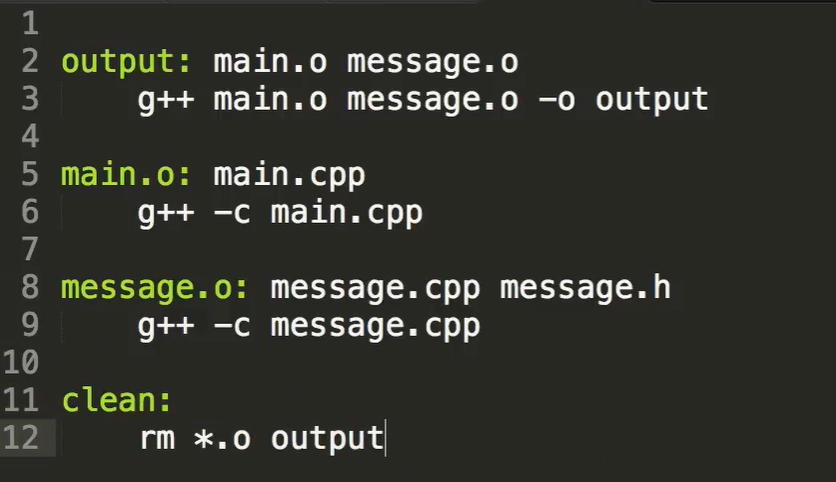 1
2 output: main.o message.o
3 g++ main.o message.o -o output
4
5 main.o: main.cpp
6 g++ -c main.cpp
7
8 message.o: message.cpp message.h
9 g++ -c message.cpp
10
11 clean:
12 rm *.o output